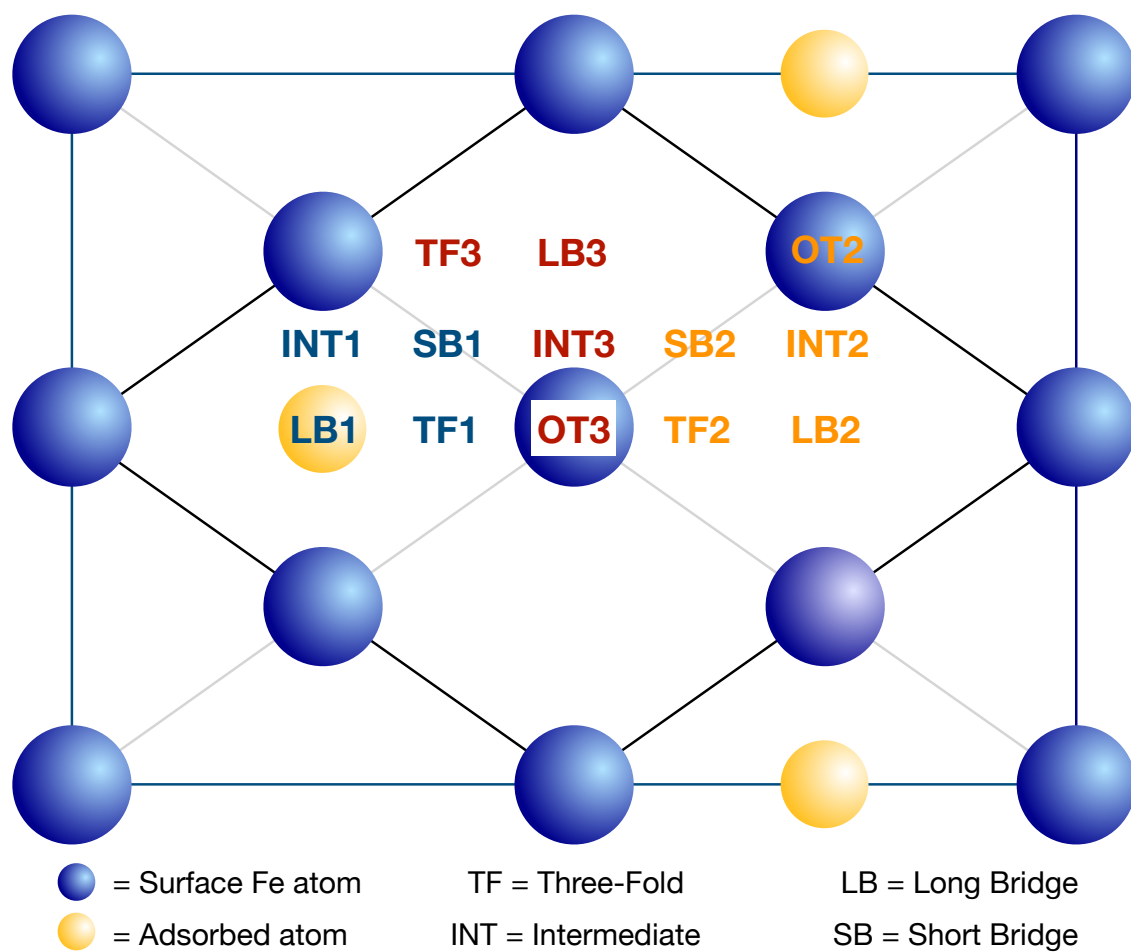 OT2
TF3 LB3
INT1 SB1 INT3 SB2 INT2
LB1 TF1 OT3 TF2 LB2
= Surface Fe atom TF = Three-Fold LB = Long Bridge
= Adsorbed atom INT = Intermediate SB = Short Bridge